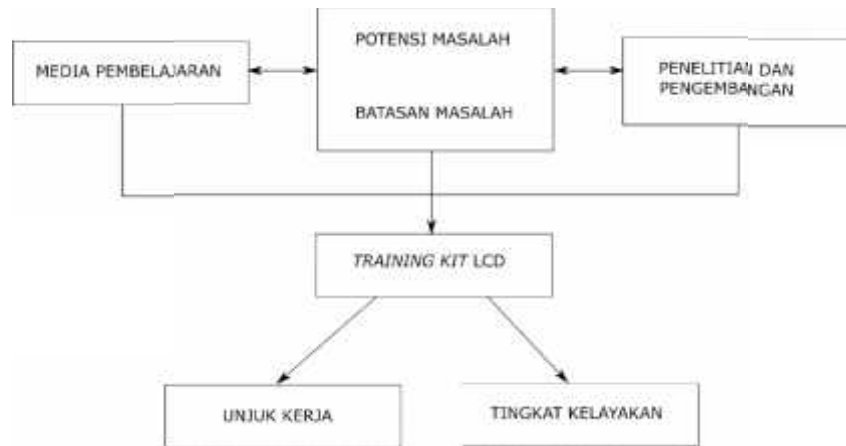 POTENSI MASALAH
MEDIA PEMBELAJARAN
PENELITIAN DAN
PENGEMBANGAN
BATASAN MASALAH
TRAINING KIT LCD
UNJUK KERJA
TINGKAT KELAYAKAN